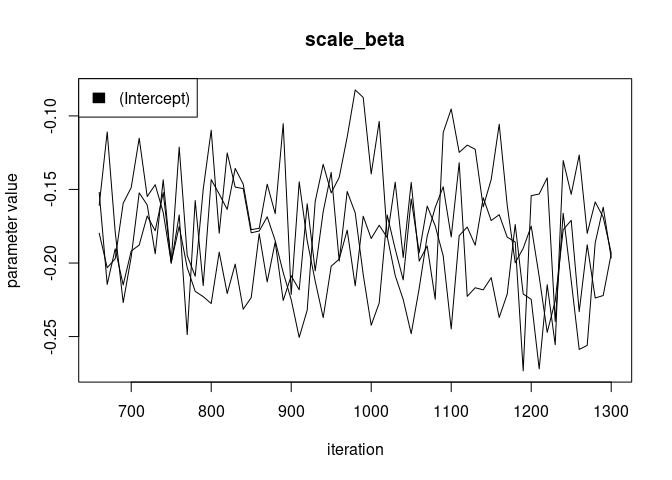 scale_beta
(Intercept)
-0.10
-0.15
-0.20
-0.25
parameter value
700 800 900 1000 1100 1200 1300
iteration